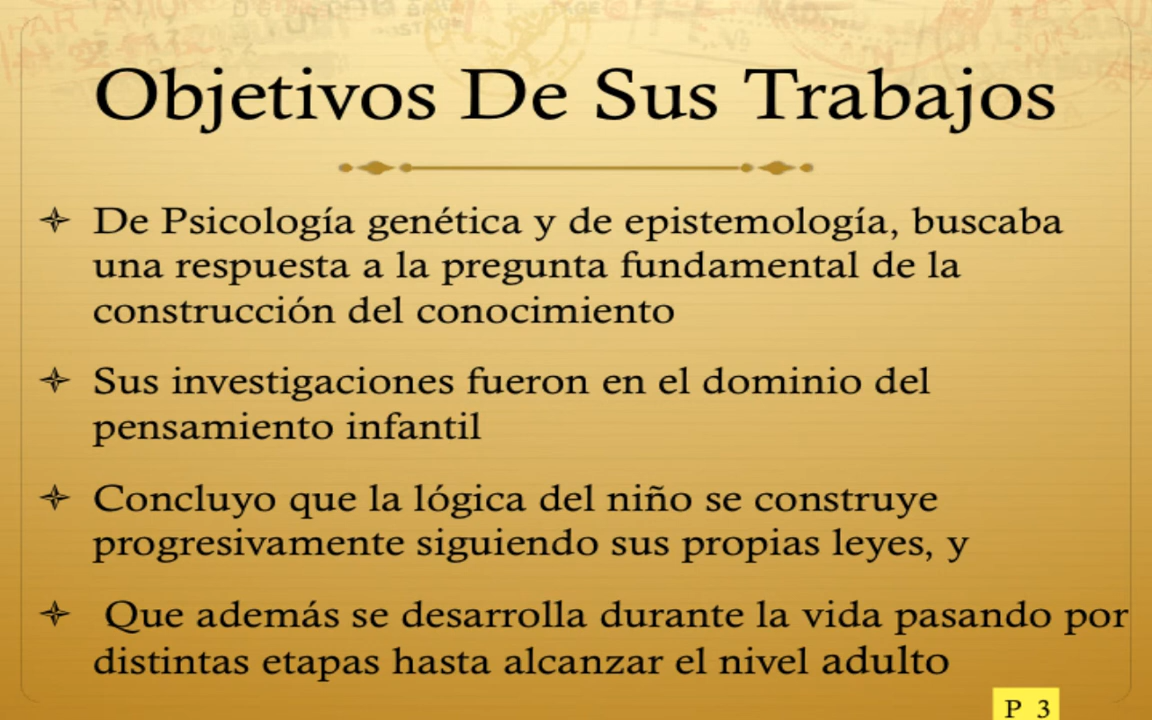 Objetivos De Sus Trabajos
De Psicología genética y de epistemología, buscaba
una respuesta a la pregunta fundamental de la
construcción del conocimiento
Sus investigaciones fueron en el dominio del
pensamiento infantil
Concluyo que la lógica del niño se construye
progresivamente siguiendo sus propias leyes, y
Que además se desarrolla durante la vida pasando por
distintas etapas hasta alcanzar el nivel adulto
P 3